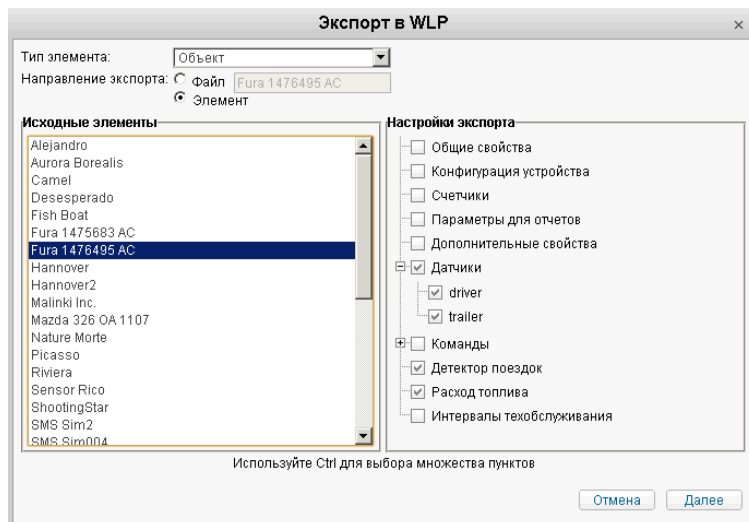 Экспорт в WLP
Тип элемента: Объект
Направление экспорта: Файл Fura 1476495 AC
Элемент
Исходные элементы
Alejandro
Aurora Borealis
Camel
Desesperado
Fish Boat
Fura 1475683 AC
Fura 1476495 AC
Hannover
Hannover2
Malinki Inc.
Mazda 326 OA 1107
Nature Morte
Picasso
Riviera
Sensor Rico
ShootingStar
SMS Sim2
SMS Sim004
Настройки экспорта
Общие свойства
Конфигурация устройства
Счетчики
Параметры для отчетов
Дополнительные свойства
Датчики
driver
trailer
Команды
Детектор поездок
Расход топлива
Интервалы техобслуживания
Используйте Ctrl для выбора множества пунктов
Отмена Далее